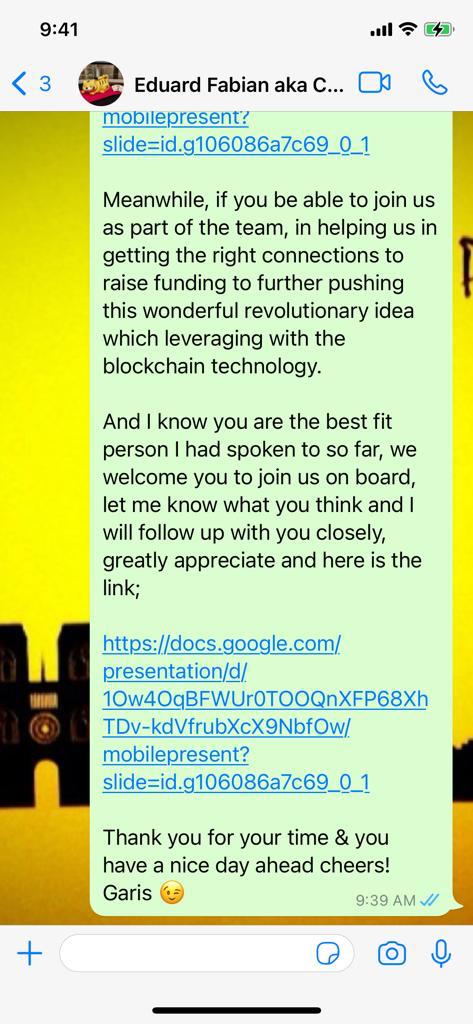 9:41
3
Eduard Fabian aka C...
mobilepresent?
slide=id.g106086a7c69_0_1
Meanwhile, if you be able to join us
as part of the team, in helping us in
getting the right connections to
raise funding to further pushing
this wonderful revolutionary idea
which leveraging with the
blockchain technology.
And I know you are the best fit
person I had spoken to so far, we
welcome you to join us on board,
let me know what you think and I
will follow up with you closely,
greatly appreciate and here is the
link;
https://docs.google.com/
presentation/d/
1Ow4OqBFWUr0TOOQnXFP68Xh
TDv-kdVfrubXcX9NbfOw/
mobilepresent?
slide=id.g106086a7c69_0_1
Thank you for your time & you
have a nice day ahead cheers!
Garis 😉
9:39 AM